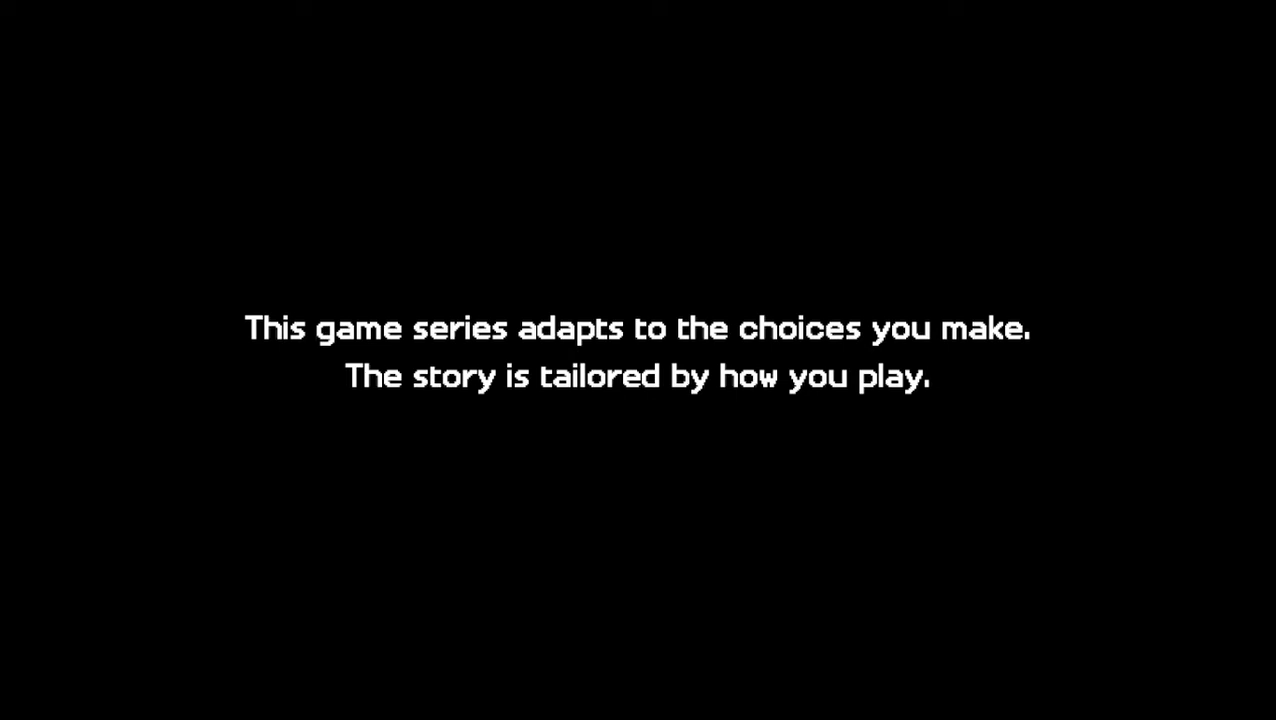 This game series adapts to the choices you make.
The story is tailored by how you play.